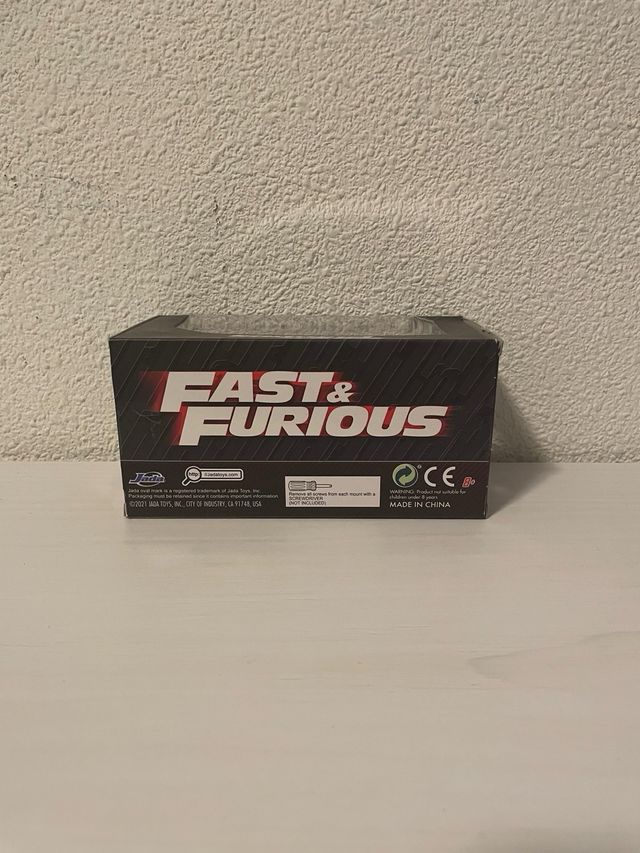 FAST &
FURIOUS
Jada
http://Jadatoys.com
Jada oval mark is a registered trademark of Jada Toys, Inc.
Packaging must be retained since it contains important information.
©2021 JADA TOYS, INC., CITY OF INDUSTRY, CA 91748, USA
Remove all screws from each mount with a
SCREWDRIVER
(NOT INCLUDED)
CE
8+
WARNING: Product not suitable for
children under 8 years
MADE IN CHINA